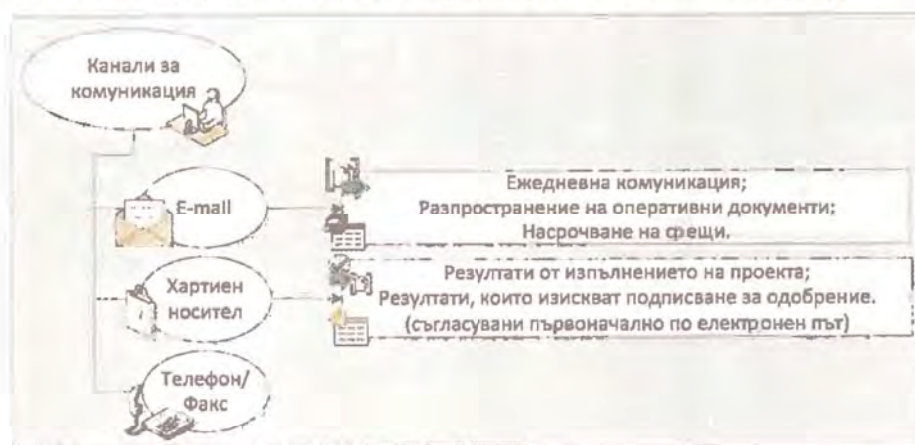 Канали за
комуникация
E-mail
Ежедневна комуникация;
Разпространение на оперативни документи;
Насрочване на срещи.
Хартиен
носител
Резултати от изпълнението на проекта;
Резултати, които изискват подписване за одобрение.
(съгласувани първоначално по електронен път)
Телефон/
Факс